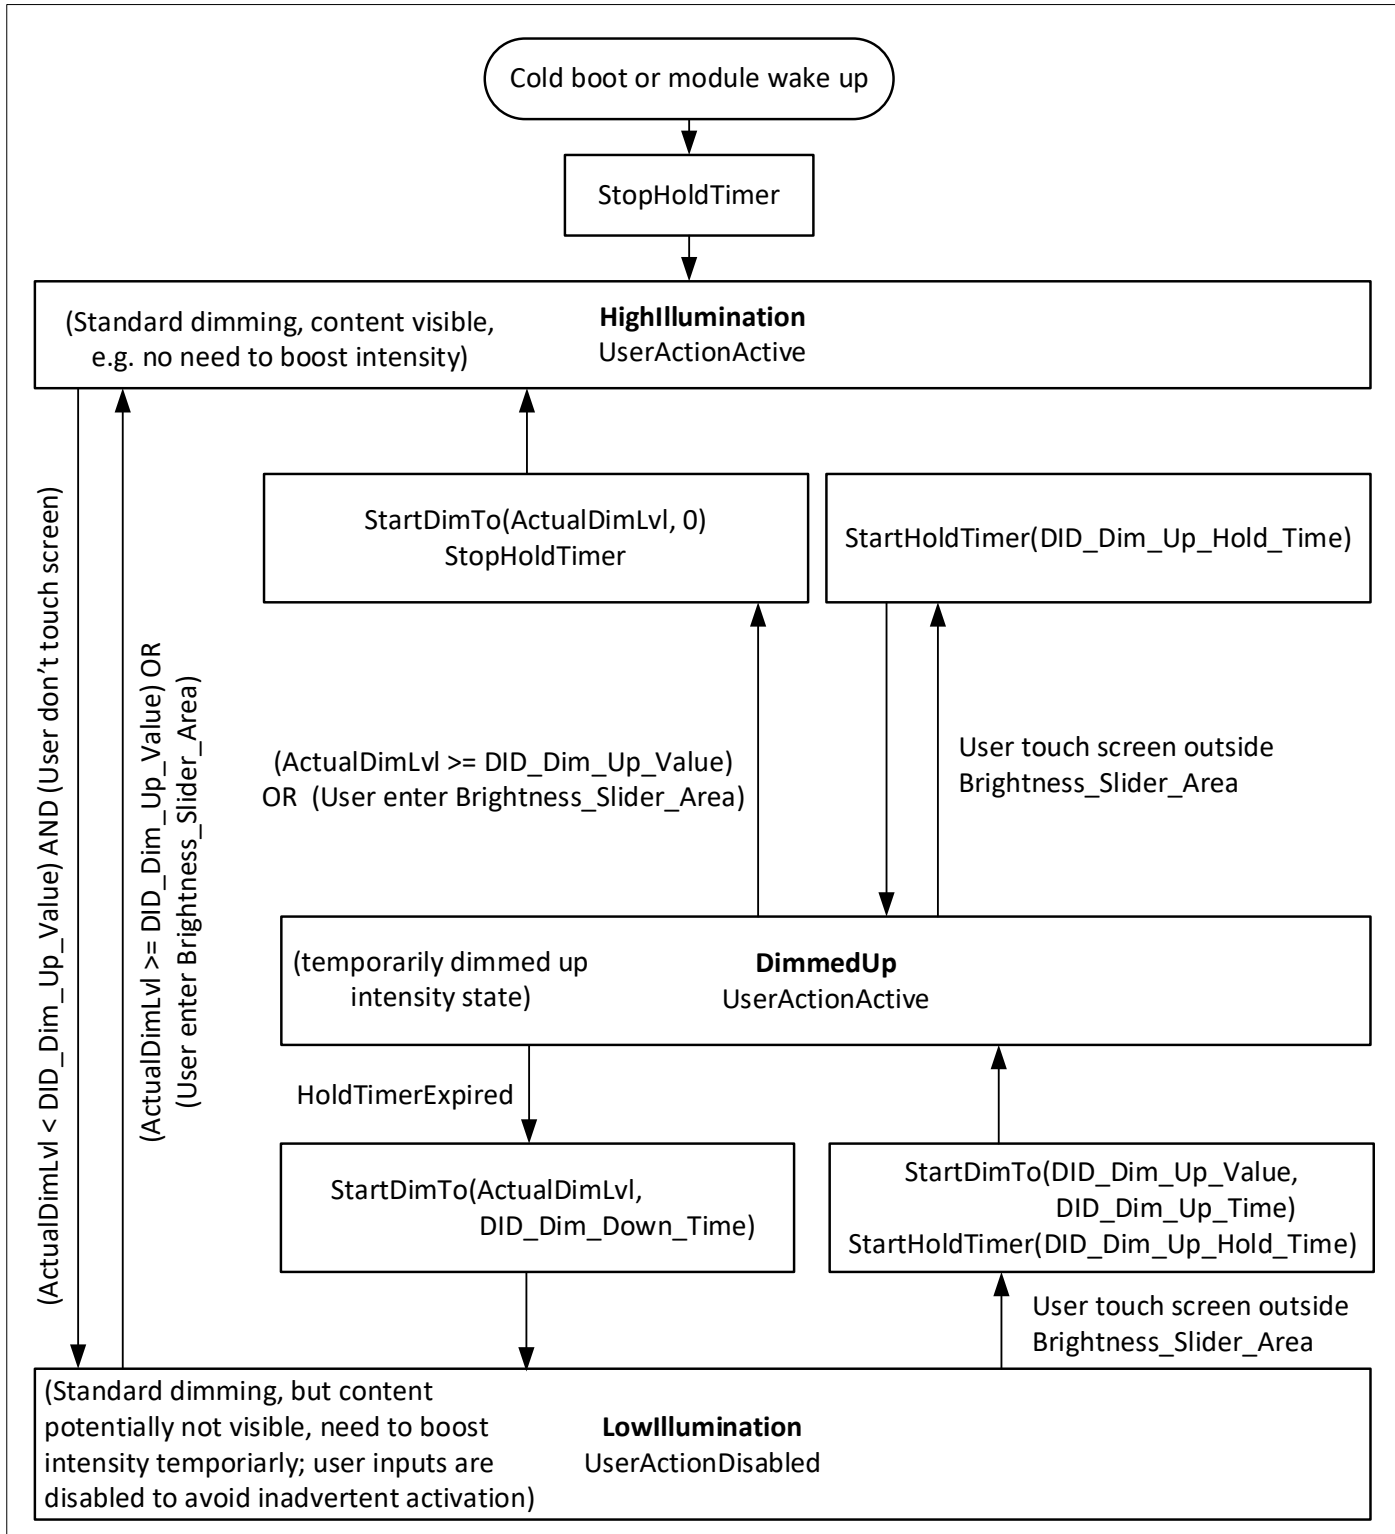 Cold boot or module wake up
StopHoldTimer
(Standard dimming, content visible,
e.g. no need to boost intensity)
HighIllumination
UserActionActive
(ActualDimLvl < DID_Dim_Up_Value) AND (User don't touch screen)
(ActualDimLvl >= DID_Dim_Up_Value) OR
(User enter Brightness_Slider_Area)
StartDimTo(ActualDimLvl, 0)
StopHoldTimer
StartHoldTimer(DID_Dim_Up_Hold_Time)
(ActualDimLvl >= DID_Dim_Up_Value)
OR (User enter Brightness_Slider_Area)
User touch screen outside
Brightness_Slider_Area
(temporarily dimmed up
intensity state)
DimmedUp
UserActionActive
HoldTimerExpired
StartDimTo(ActualDimLvl,
DID_Dim_Down_Time)
StartDimTo(DID_Dim_Up_Value,
DID_Dim_Up_Time)
StartHoldTimer(DID_Dim_Up_Hold_Time)
User touch screen outside
Brightness_Slider_Area
(Standard dimming, but content
potentially not visible, need to boost
intensity temporiarly; user inputs are
disabled to avoid inadvertent activation)
LowIllumination
UserActionDisabled